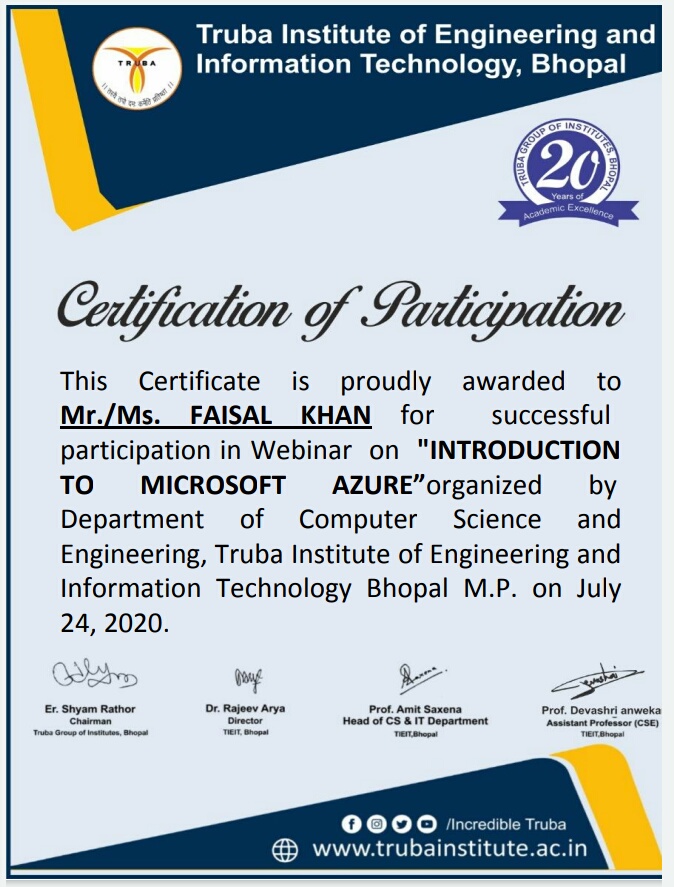 Truba Institute of Engineering and
Information Technology, Bhopal
TRUBA
TRUBA GROUP OF INSTITUTES, BHOPAL
20
Years of
Academic Excellence
Certification of Participation
This Certificate is proudly awarded to
Mr./Ms. FAISAL KHAN for successful
participation in Webinar on "INTRODUCTION
TO MICROSOFT AZURE”organized by
Department of Computer Science and
Engineering, Truba Institute of Engineering and
Information Technology Bhopal M.P. on July
24, 2020.
Er. Shyam Rathor
Chairman
Truba Group of Institutes, Bhopal
Dr. Rajeev Arya
Director
TIEIT, Bhopal
Prof. Amit Saxena
Head of CS & IT Department
TIEIT,Bhopal
Prof. Devashri anweka
Assistant Professor (CSE)
TIEIT,Bhopal
/Incredible Truba
www.trubainstitute.ac.in